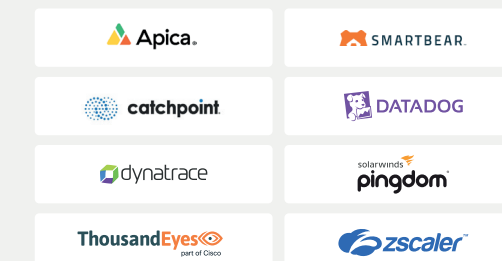 Apica
SMARTBEAR
catchpoint
DATADOG
dynatrace
solarwinds
pingdom
ThousandEyes
part of Cisco
zscaler